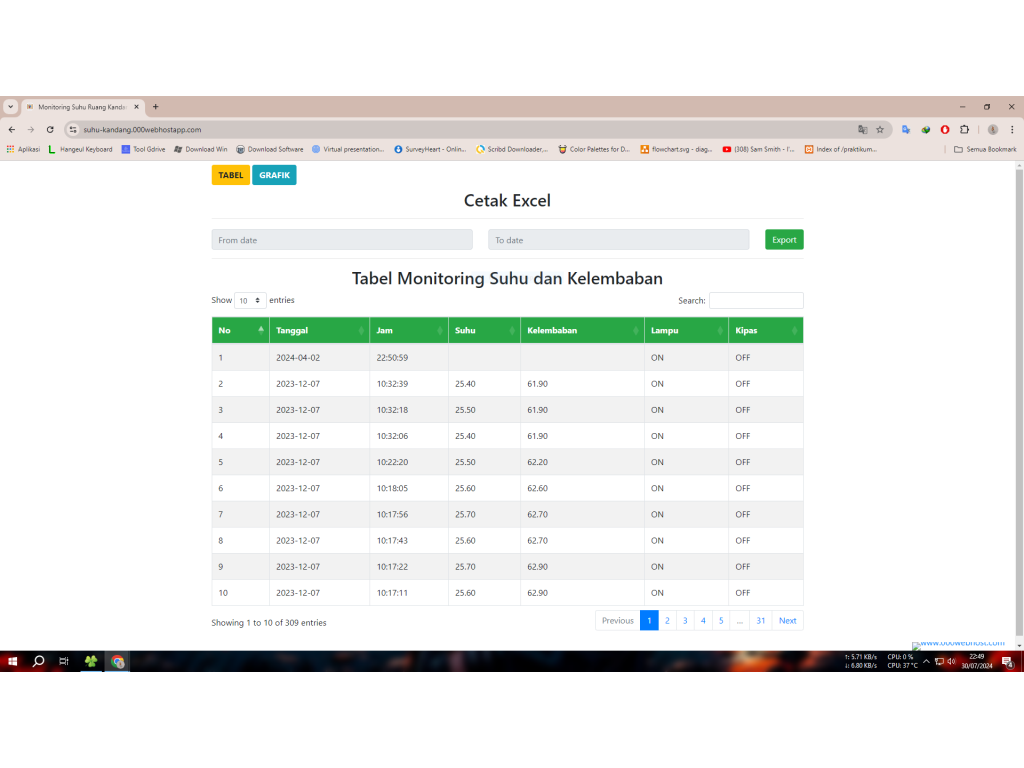 Monitoring Suhu Ruang Kanda
suhu-kandang.000webhostapp.com
Aplikasi Hangeul Keyboard Tool Gdrive Download Win Download Software Virtual presentation... SurveyHeart - Onlin... Scribd Downloader,... Color Palettes for D... flowchart.svg - diag... (308) Sam Smith - I'... Index of /praktikum... Semua Bookmark
TABEL GRAFIK
Cetak Excel
From date To date Export
Tabel Monitoring Suhu dan Kelembaban
Show 10 entries Search:
No Tanggal Jam Suhu Kelembaban Lampu Kipas
1 2024-04-02 22:50:59 ON OFF
2 2023-12-07 10:32:39 25.40 61.90 ON OFF
3 2023-12-07 10:32:18 25.50 61.90 ON OFF
4 2023-12-07 10:32:06 25.40 61.90 ON OFF
5 2023-12-07 10:22:20 25.50 62.20 ON OFF
6 2023-12-07 10:18:05 25.60 62.60 ON OFF
7 2023-12-07 10:17:56 25.70 62.70 ON OFF
8 2023-12-07 10:17:43 25.60 62.70 ON OFF
9 2023-12-07 10:17:22 25.70 62.90 ON OFF
10 2023-12-07 10:17:11 25.60 62.90 ON OFF
Showing 1 to 10 of 309 entries Previous 1 2 3 4 5 ... 31 Next
www.000webhost.com
↑: 5.71 KB/s CPU: 0 % 22:49
↓: 6.80 KB/s CPU: 37 °C 30/07/2024